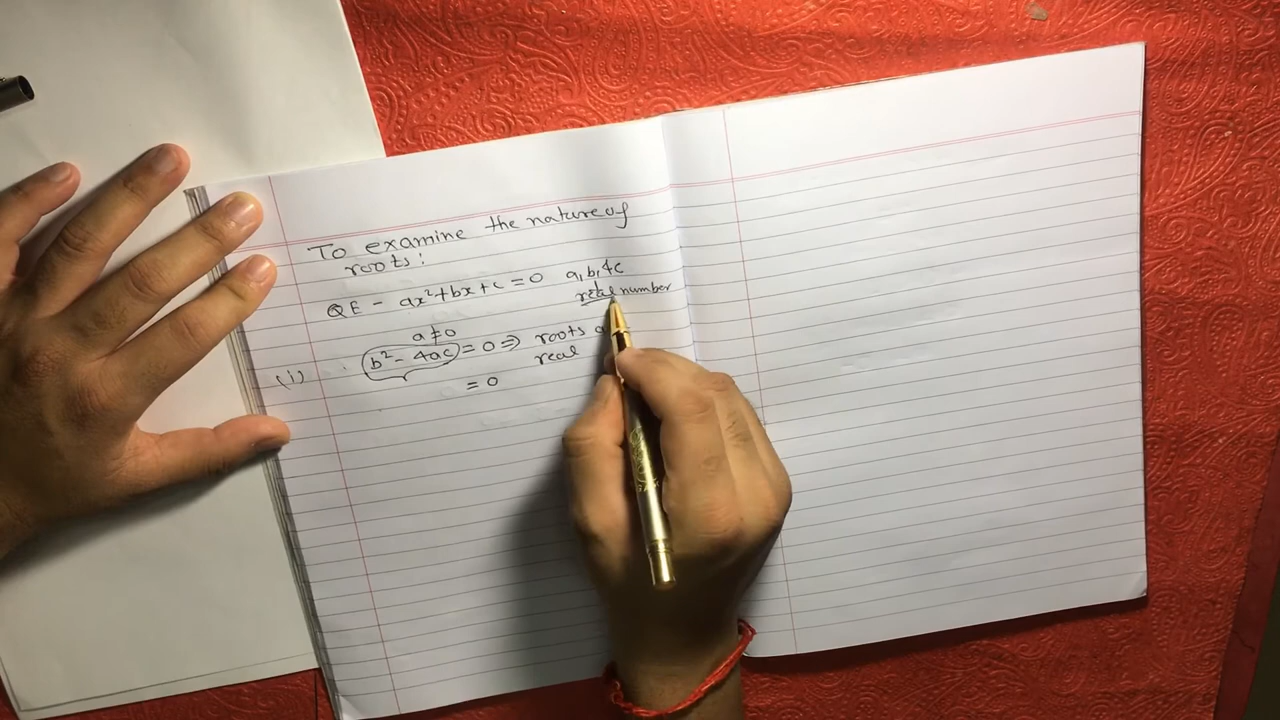 To examine the nature of
roots:
QE - ax²+bx+c=0 a, b, & c
real number
a≠0
(i) b²-4ac=0⇒ roots
real
=0